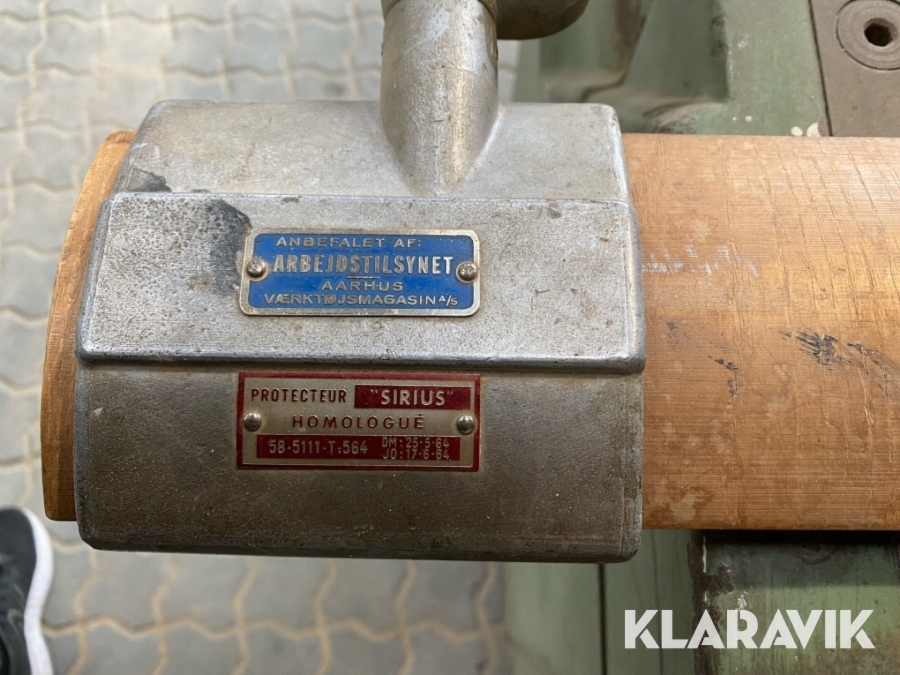 ANBEFALET AF:
ARBEJDSTILSYNET
AARHUS
VÆRKTØJSMAGASIN A/S
PROTECTEUR "SIRIUS"
HOMOLOGUÉ
58-5111-T-564 DM: 25-5-64
JO: 17-6-64
KLARAVIK